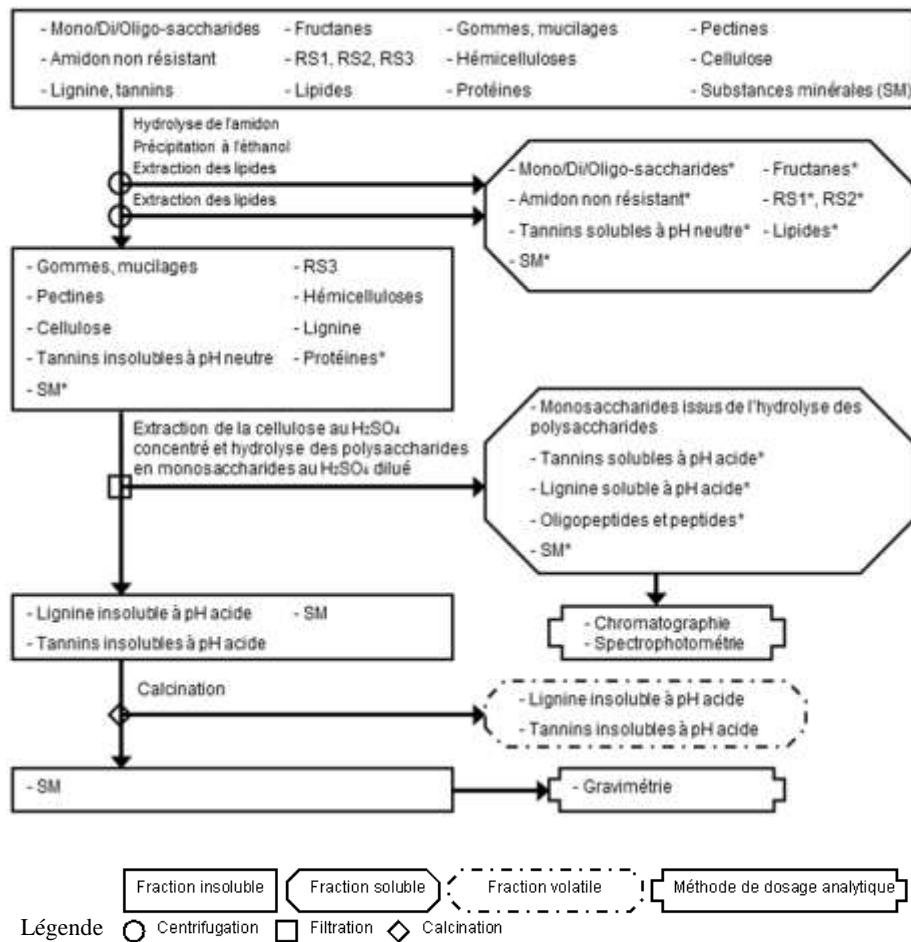 - Mono/Di/Oligo-saccharides - Fructanes - Gommes, mucilages - Pectines
- Amidon non résistant - RS1, RS2, RS3 - Hémicelluloses - Cellulose
- Lignine, tannins - Lipides - Protéines - Substances minérales (SM)
Hydrolyse de l'amidon
Précipitation à l'éthanol
Extraction des lipides
Extraction des lipides
- Mono/Di/Oligo-saccharides* - Fructanes*
- Amidon non résistant* - RS1*, RS2*
- Tannins solubles à pH neutre* - Lipides*
- SM*
- Gommes, mucilages - RS3
- Pectines - Hémicelluloses
- Cellulose - Lignine
- Tannins insolubles à pH neutre - Protéines*
- SM*
Extraction de la cellulose au H₂SO₄
concentré et hydrolyse des polysaccharides
en monosaccharides au H₂SO₄ dilué
- Monosaccharides issus de l'hydrolyse des
polysaccharides
- Tannins solubles à pH acide*
- Lignine soluble à pH acide*
- Oligopeptides et peptides*
- SM*
- Lignine insoluble à pH acide - SM
- Tannins insolubles à pH acide
- Chromatographie
- Spectrophotométrie
Calcination
- Lignine insoluble à pH acide
- Tannins insolubles à pH acide
- SM
- Gravimétrie
Fraction insoluble Fraction soluble Fraction volatile Méthode de dosage analytique
Légende Centrifugation Filtration Calcination